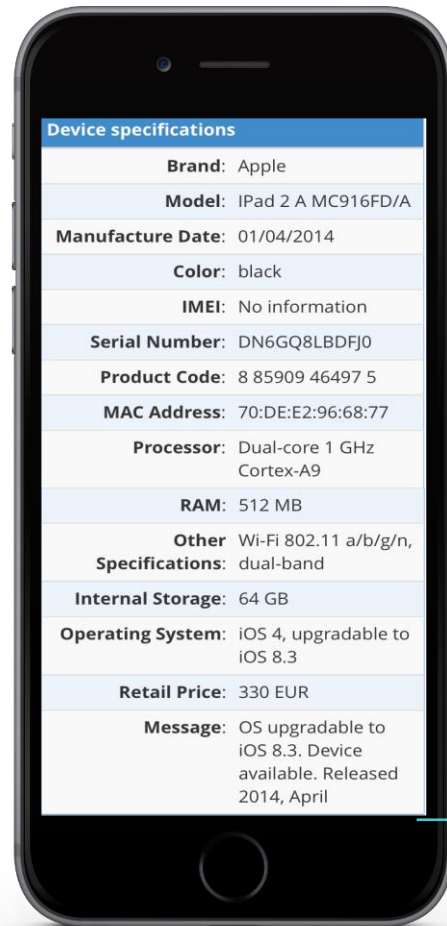 Device specifications
Brand: Apple
Model: IPad 2 A MC916FD/A
Manufacture Date: 01/04/2014
Color: black
IMEI: No information
Serial Number: DN6GQ8LBDFJ0
Product Code: 8 85909 46497 5
MAC Address: 70:DE:E2:96:68:77
Processor: Dual-core 1 GHz
Cortex-A9
RAM: 512 MB
Other Wi-Fi 802.11 a/b/g/n,
Specifications: dual-band
Internal Storage: 64 GB
Operating System: iOS 4, upgradable to
iOS 8.3
Retail Price: 330 EUR
Message: OS upgradable to
iOS 8.3. Device
available. Released
2014, April